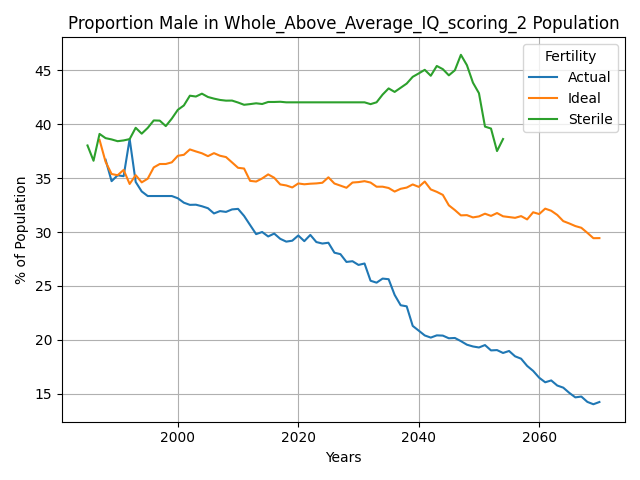 Proportion Male in Whole_Above_Average_IQ_scoring_2 Population
Fertility
Actual
Ideal
Sterile
% of Population
45
40
35
30
25
20
15
2000
2020
2040
2060
Years